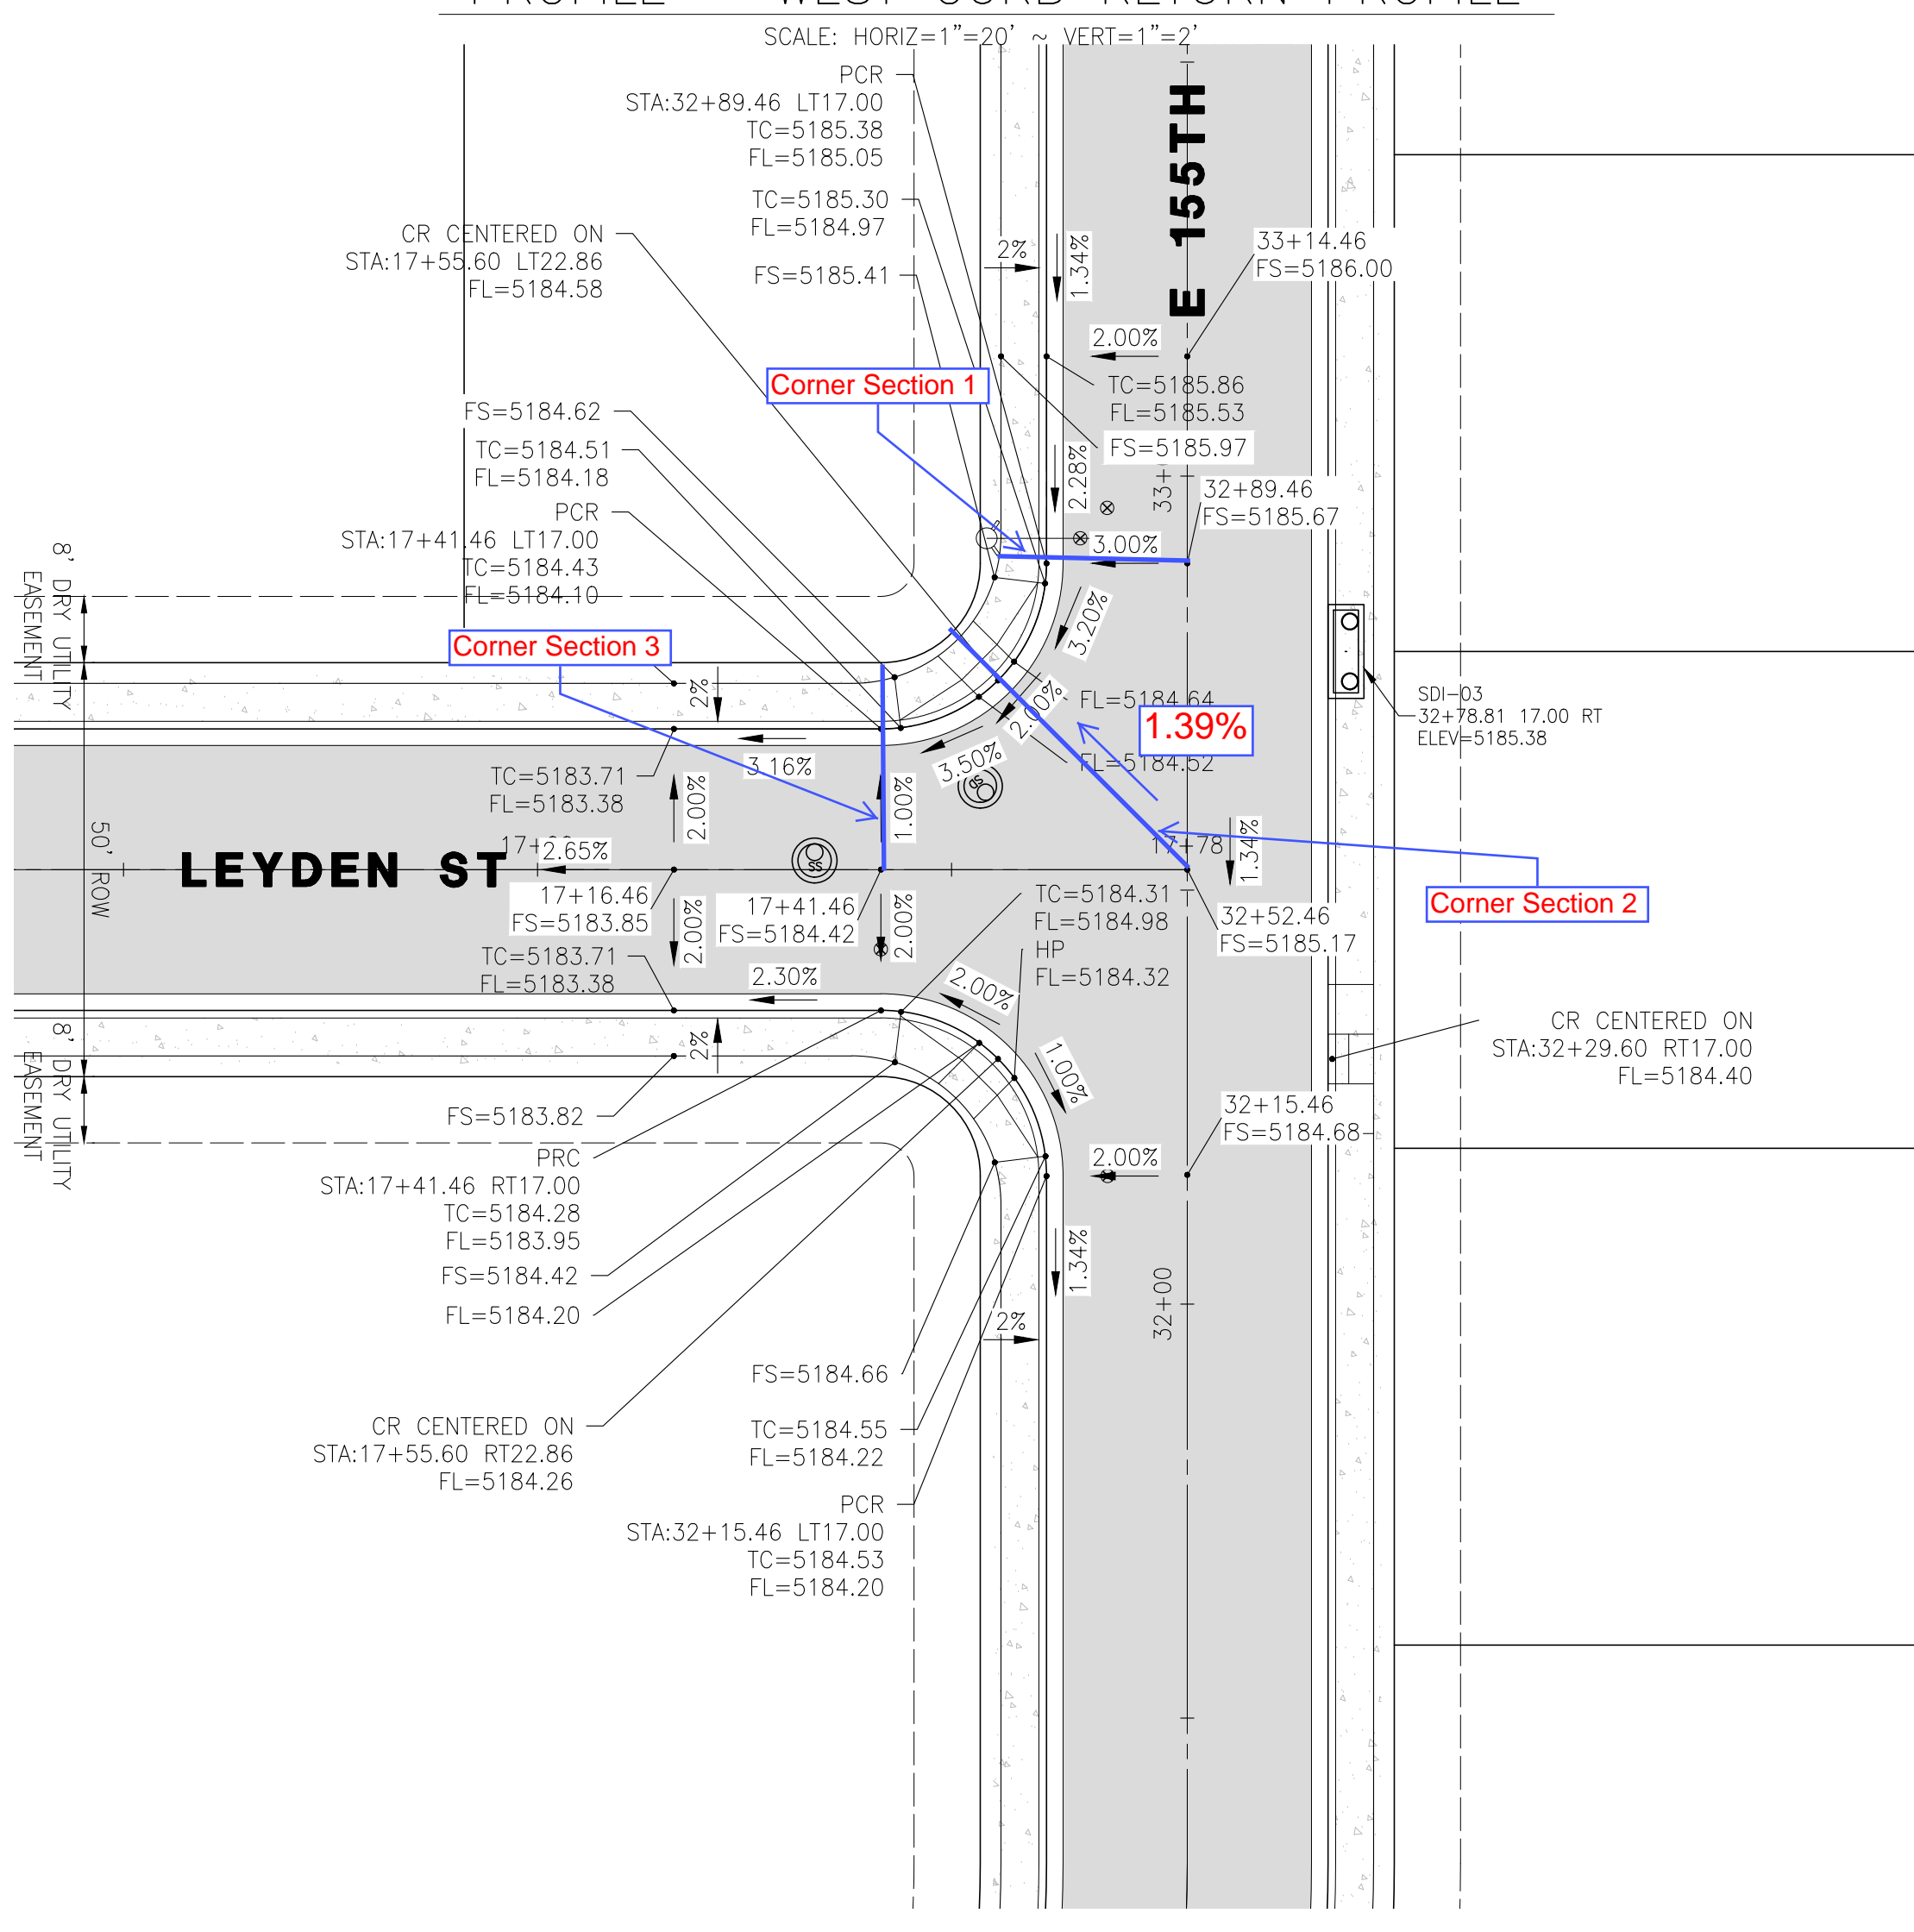 SCALE: HORIZ=1"=20' ~ VERT=1"=2'
PCR
STA:32+89.46 LT17.00
TC=5185.38
FL=5185.05
TC=5185.30
FL=5184.97
FS=5185.41
CR CENTERED ON
STA:17+55.60 LT22.86
FL=5184.58
E 155TH
2%
1.34%
33+14.46
FS=5186.00
2.00%
Corner Section 1
TC=5185.86
FL=5185.53
FS=5185.97
FS=5184.62
TC=5184.51
FL=5184.18
PCR
STA:17+41.46 LT17.00
TC=5184.43
FL=5184.10
2.28%
33+
32+89.46
FS=5185.67
3.00%
8' DRY UTILITY
EASEMENT
Corner Section 3
3.20%
2%
FL=5184.64
2.00%
1.39%
FL=5184.52
3.50%
SD
SDI-03
32+78.81 17.00 RT
ELEV=5185.38
3.16%
TC=5183.71
FL=5183.38
2.00%
1.00%
50' ROW
LEYDEN ST
2.65%
SS
17+78
1.34%
17+16.46
FS=5183.85
17+41.46
FS=5184.42
2.00%
2.00%
TC=5184.31
FL=5184.98
HP
FL=5184.32
Corner Section 2
32+52.46
FS=5185.17
TC=5183.71
FL=5183.38
2.30%
2.00%
1.00%
CR CENTERED ON
STA:32+29.60 RT17.00
FL=5184.40
8' DRY UTILITY
EASEMENT
2%
FS=5183.82
32+15.46
FS=5184.68
PRC
STA:17+41.46 RT17.00
TC=5184.28
FL=5183.95
FS=5184.42
FL=5184.20
2.00%
1.34%
32+00
2%
FS=5184.66
CR CENTERED ON
STA:17+55.60 RT22.86
FL=5184.26
TC=5184.55
FL=5184.22
PCR
STA:32+15.46 LT17.00
TC=5184.53
FL=5184.20